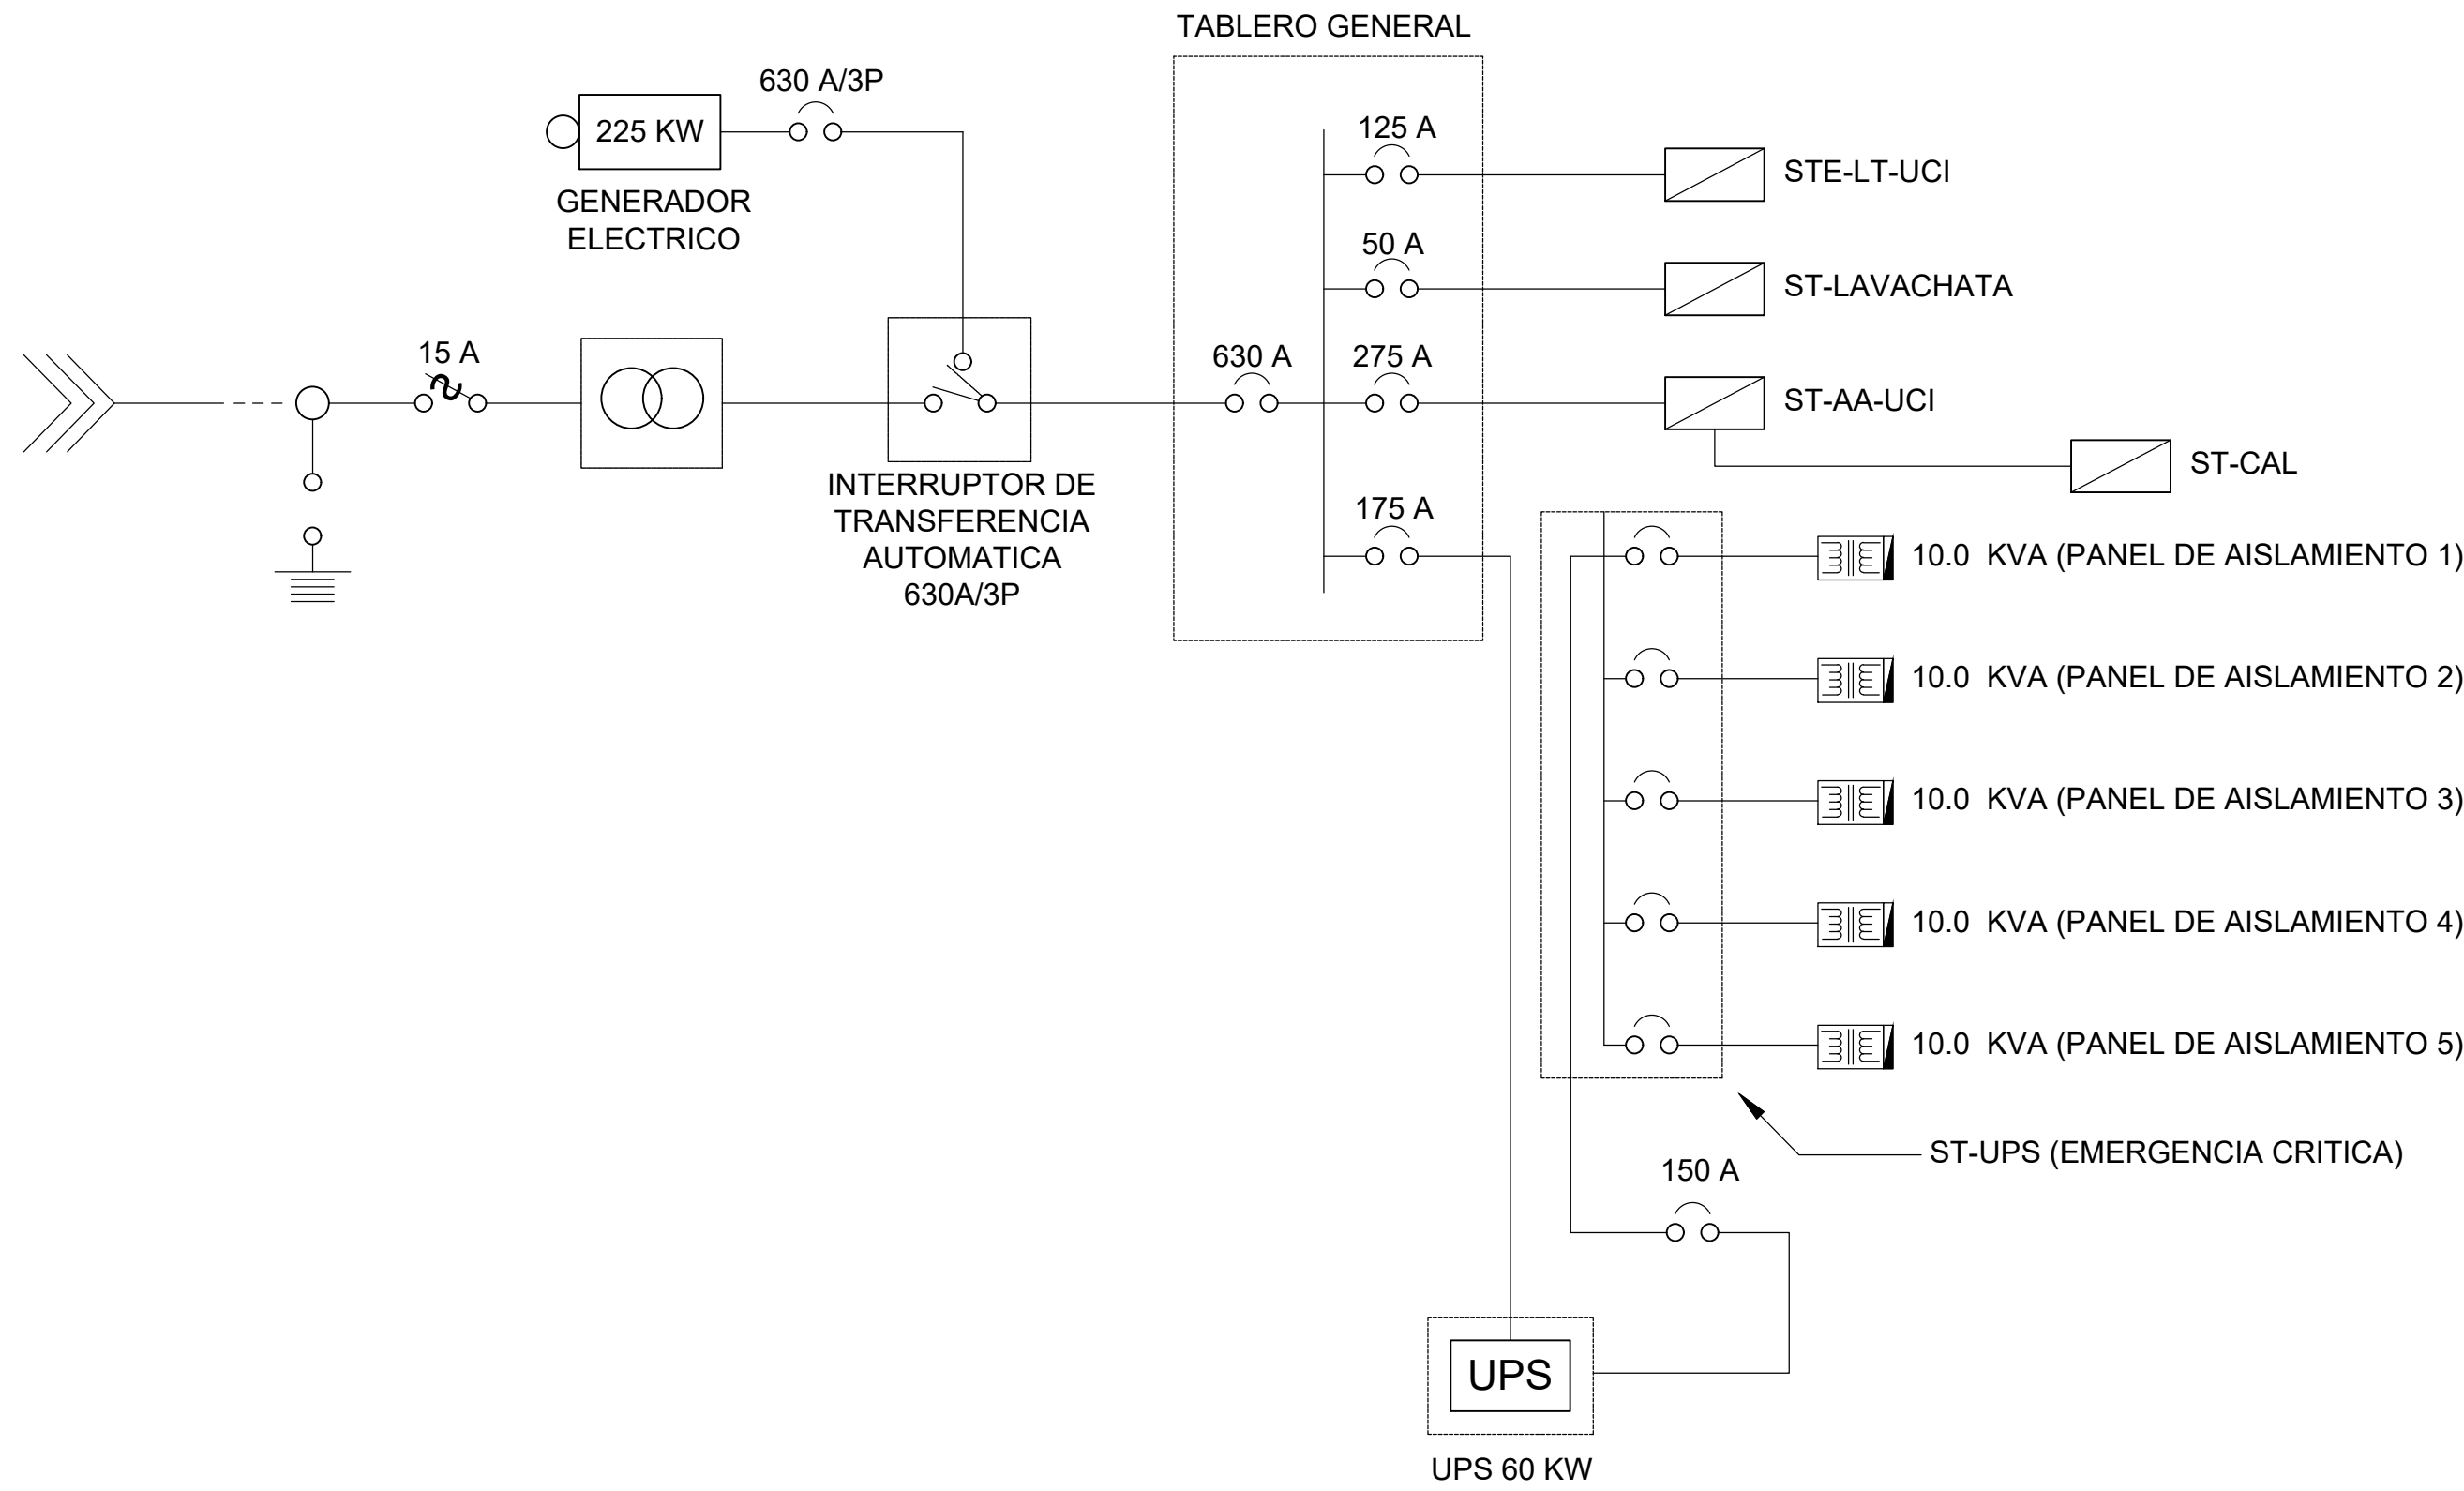 TABLERO GENERAL
630 A/3P
225 KW
GENERADOR
ELECTRICO
125 A
STE-LT-UCI
50 A
ST-LAVACHATA
15 A
630 A
275 A
ST-AA-UCI
ST-CAL
INTERRUPTOR DE
TRANSFERENCIA
AUTOMATICA
630A/3P
175 A
10.0 KVA (PANEL DE AISLAMIENTO 1)
10.0 KVA (PANEL DE AISLAMIENTO 2)
10.0 KVA (PANEL DE AISLAMIENTO 3)
10.0 KVA (PANEL DE AISLAMIENTO 4)
10.0 KVA (PANEL DE AISLAMIENTO 5)
ST-UPS (EMERGENCIA CRITICA)
150 A
UPS
UPS 60 KW